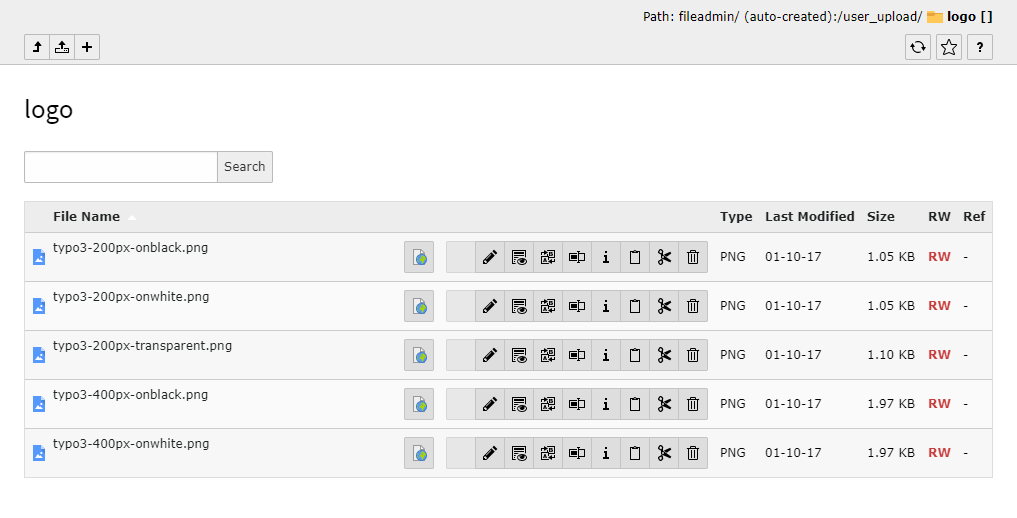 Path: fileadmin/ (auto-created):/user_upload/ logo []
?
logo
Search
File Name Type Last Modified Size RW Ref
typo3-200px-onblack.png PNG 01-10-17 1.05 KB RW -
typo3-200px-onwhite.png PNG 01-10-17 1.05 KB RW -
typo3-200px-transparent.png PNG 01-10-17 1.10 KB RW -
typo3-400px-onblack.png PNG 01-10-17 1.97 KB RW -
typo3-400px-onwhite.png PNG 01-10-17 1.97 KB RW -